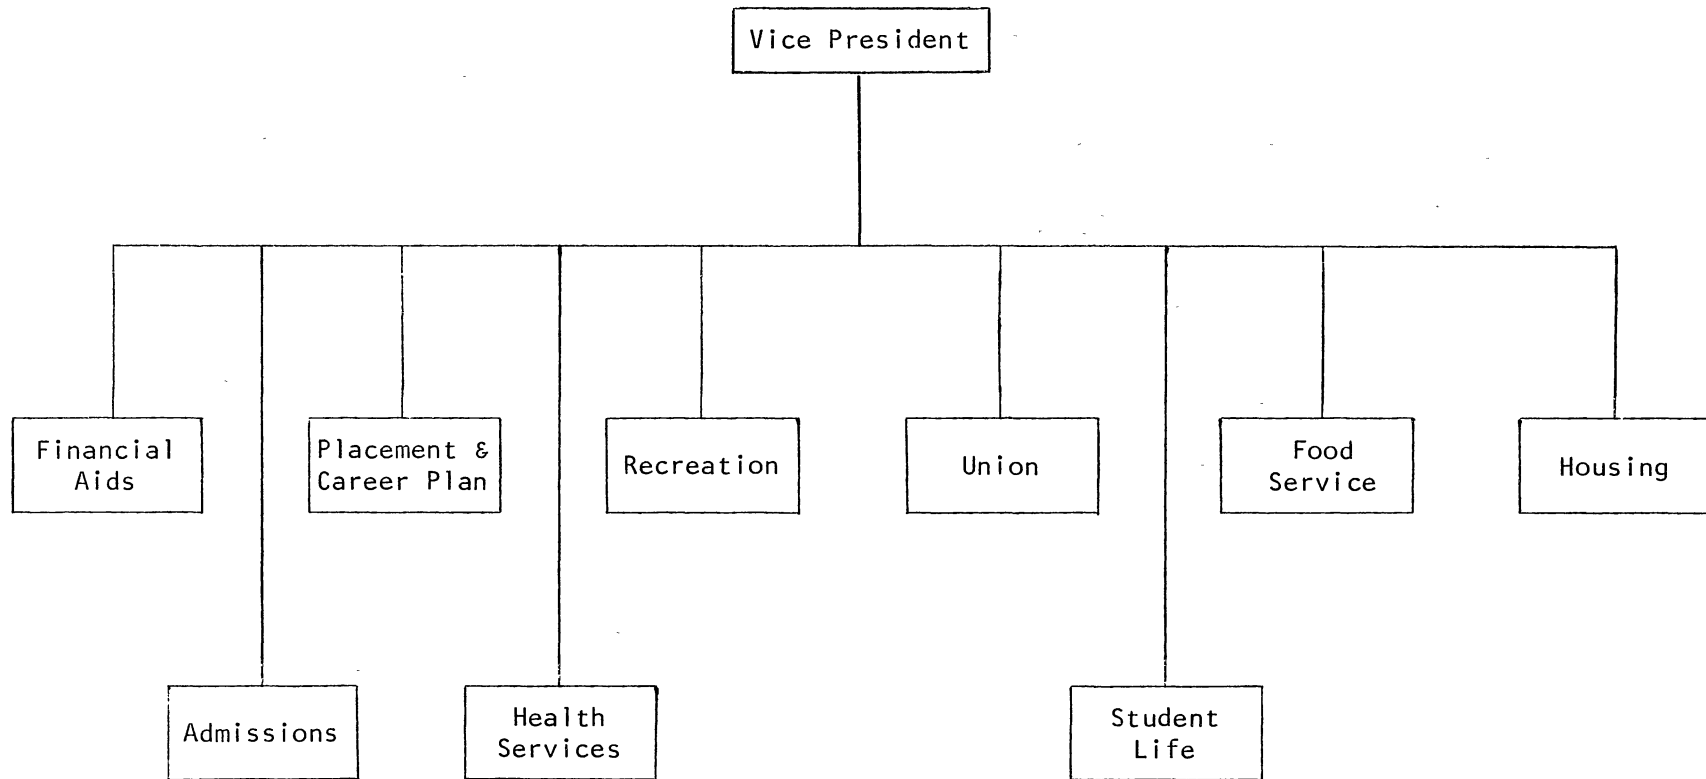 Vice President
Financial
Aids
Placement &
Career Plan
Recreation
Union
Food
Service
Housing
Admissions
Health
Services
Student
Life